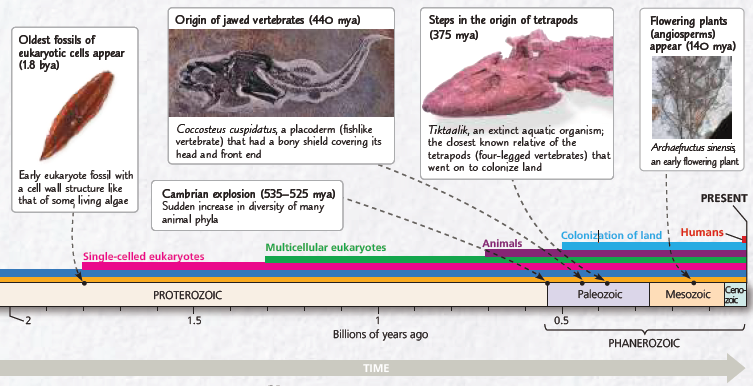 Oldest fossils of
eukaryotic cells appear
(1.8 bya)
Early eukaryote fossil with
a cell wall structure like
that of some living algae
Origin of jawed vertebrates (440 mya)
Coccosteus cuspidatus, a placoderm (fishlike
vertebrate) that had a bony shield covering its
head and front end
Steps in the origin of tetrapods
(375 mya)
Tiktaalik, an extinct aquatic organism;
the closest known relative of the
tetrapods (four-legged vertebrates) that
went on to colonize land
Flowering plants
(angiosperms)
appear (140 mya)
Archaefructus sinensis,
an early flowering plant
Cambrian explosion (535–525 mya)
Sudden increase in diversity of many
animal phyla
PRESENT
Single-celled eukaryotes
Multicellular eukaryotes
Animals
Colonization of land
Humans
PROTEROZOIC
Paleozoic
Mesozoic
Ceno-
zoic
2
1.5
1
0.5
Billions of years ago
PHANEROZOIC
TIME